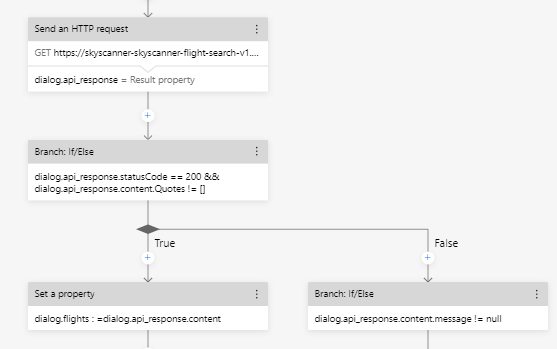 Send an HTTP request
GET https://skyscanner-skyscanner-flight-search-v1....
dialog.api_response = Result property
Branch: If/Else
dialog.api_response.statusCode == 200 &&
dialog.api_response.content.Quotes != []
True
False
Set a property
dialog.flights : =dialog.api_response.content
Branch: If/Else
dialog.api_response.content.message != null